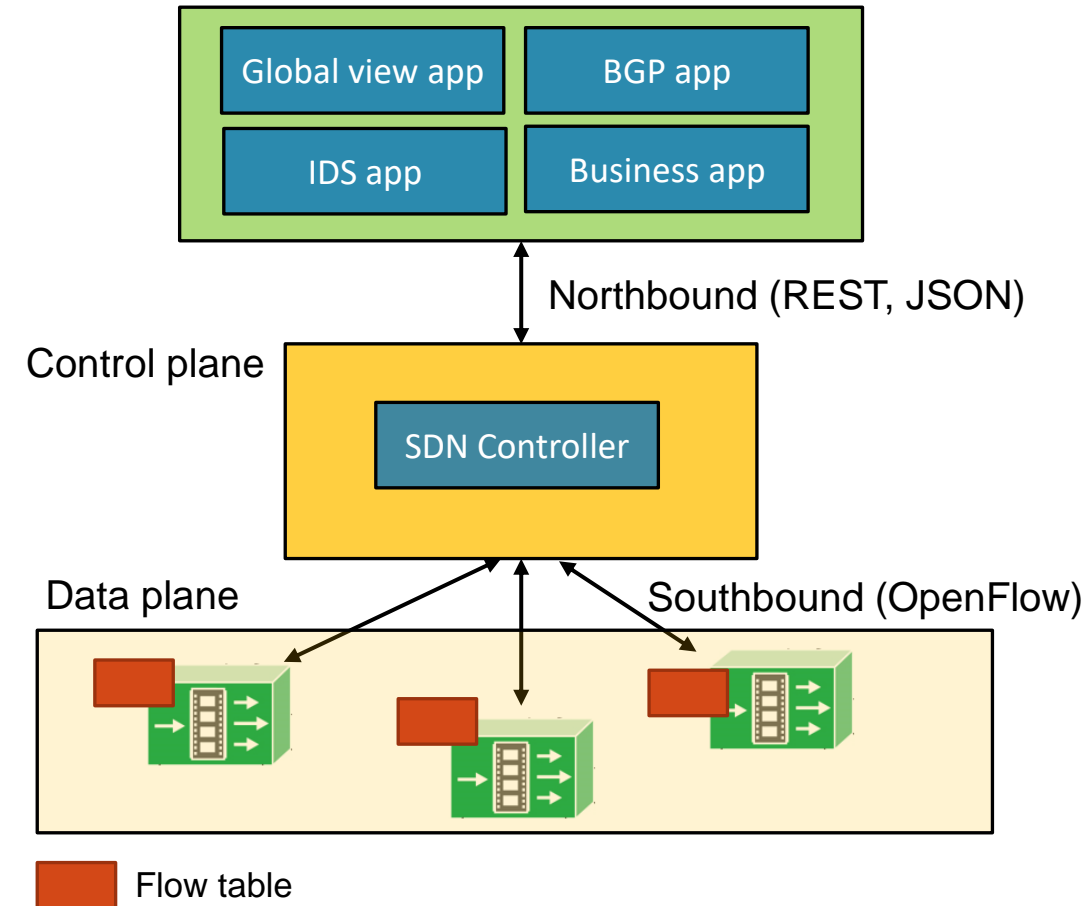 Global view app
BGP app
IDS app
Business app
Northbound (REST, JSON)
Control plane
SDN Controller
Data plane
Southbound (OpenFlow)
Flow table